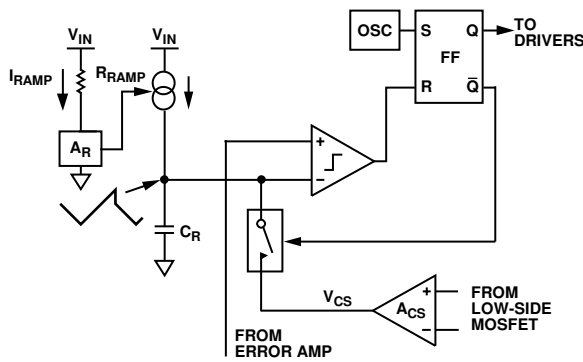 V_IN
V_IN
I_RAMP
R_RAMP
A_R
C_R
OSC
S
Q
FF
R
Q̅
TO
DRIVERS
+
–
V_CS
A_CS
+
–
FROM
LOW-SIDE
MOSFET
FROM
ERROR AMP